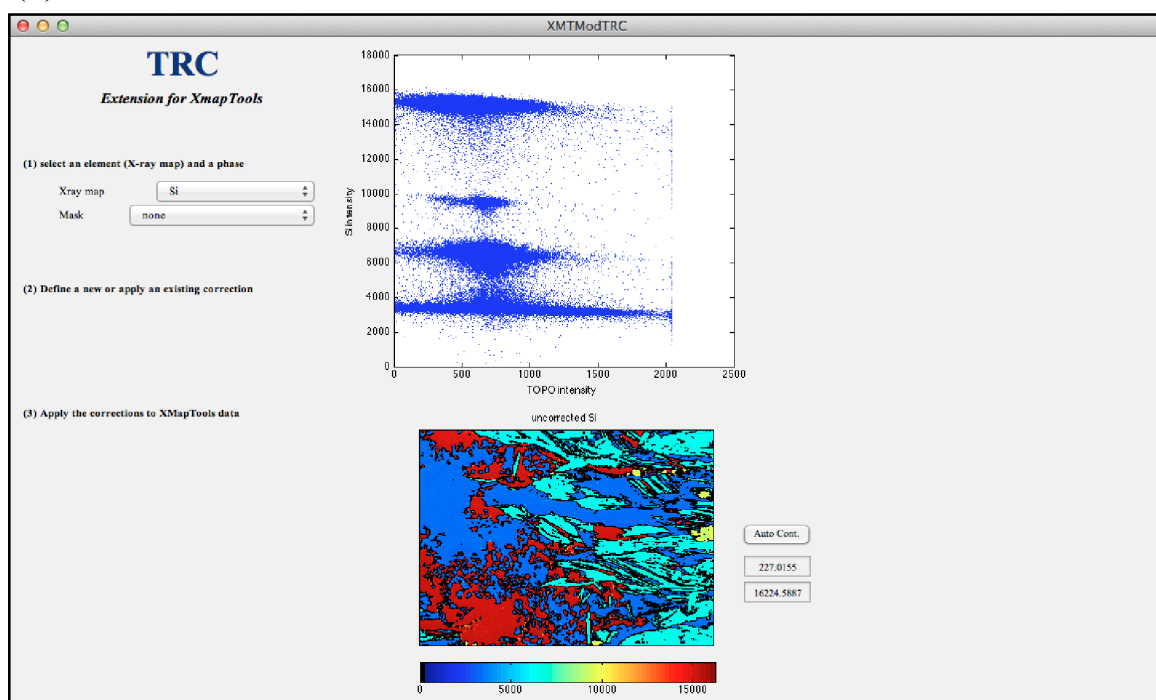 XMTModTRC
TRC
Extension for XmapTools
(1) select an element (X-ray map) and a phase
Xray map
Si
Mask
none
(2) Define a new or apply an existing correction
(3) Apply the corrections to XMapTools data
18000
16000
14000
12000
10000
8000
6000
4000
2000
0
Si intensity
0 500 1000 1500 2000 2500
TOPO intensity
uncorrected Si
Auto Cont.
227.0155
16224.5887
0 5000 10000 15000